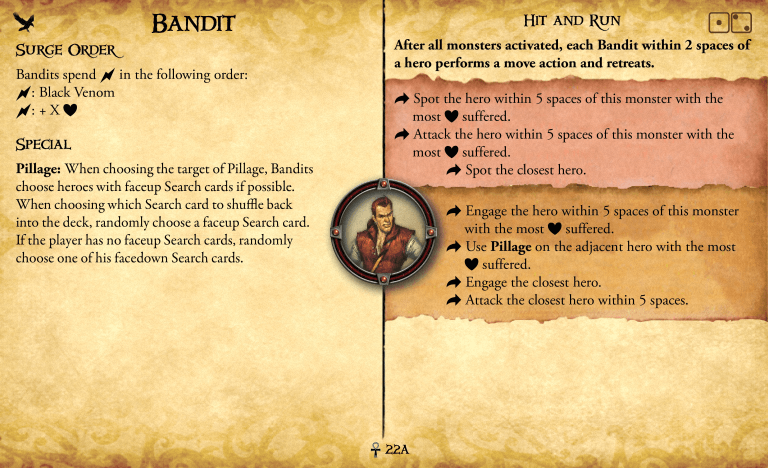 BANDIT
SURGE ORDER
Bandits spend in the following order:
: Black Venom
: + X
SPECIAL
Pillage: When choosing the target of Pillage, Bandits
choose heroes with faceup Search cards if possible.
When choosing which Search card to shuffle back
into the deck, randomly choose a faceup Search card.
If the player has no faceup Search cards, randomly
choose one of his facedown Search cards.
HIT AND RUN
After all monsters activated, each Bandit within 2 spaces of
a hero performs a move action and retreats.
Spot the hero within 5 spaces of this monster with the
most suffered.
Attack the hero within 5 spaces of this monster with the
most suffered.
Spot the closest hero.
Engage the hero within 5 spaces of this monster
with the most suffered.
Use Pillage on the adjacent hero with the most
suffered.
Engage the closest hero.
Attack the closest hero within 5 spaces.
22A